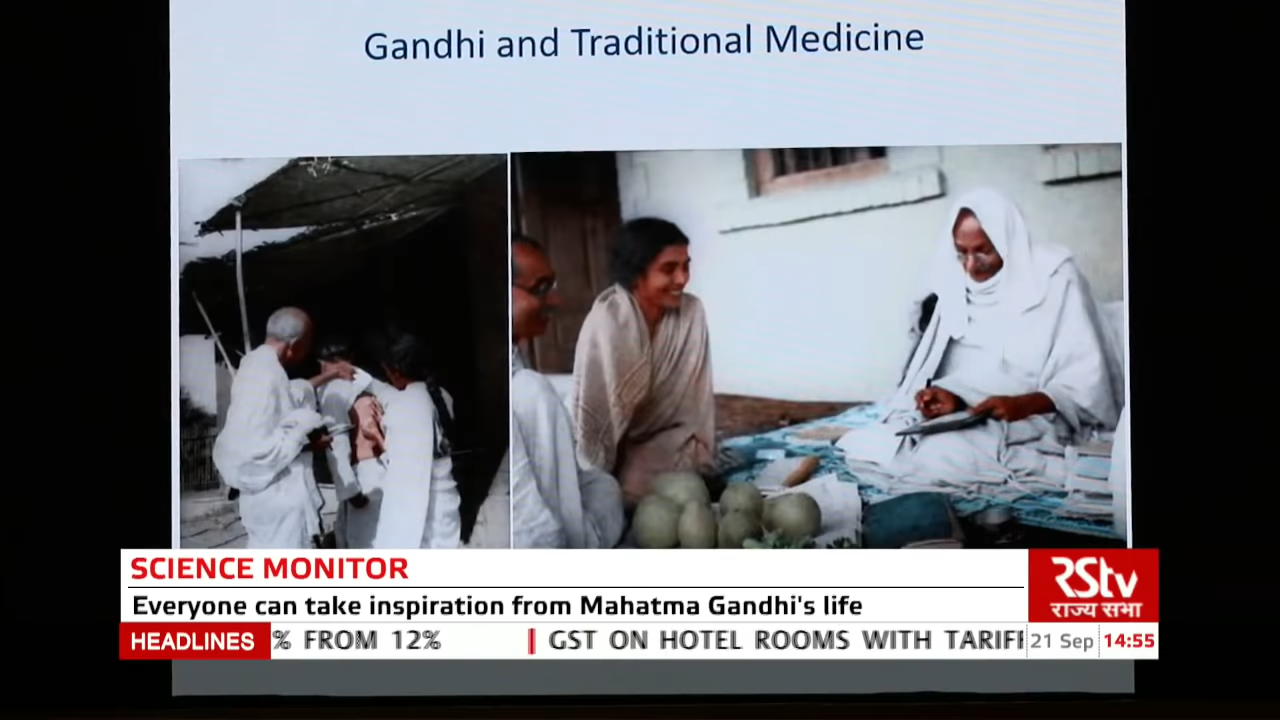 Gandhi and Traditional Medicine
SCIENCE MONITOR
Everyone can take inspiration from Mahatma Gandhi's life
RStv
राज्य सभा
HEADLINES
% FROM 12%
GST ON HOTEL ROOMS WITH TARIFF
21 Sep
14:55